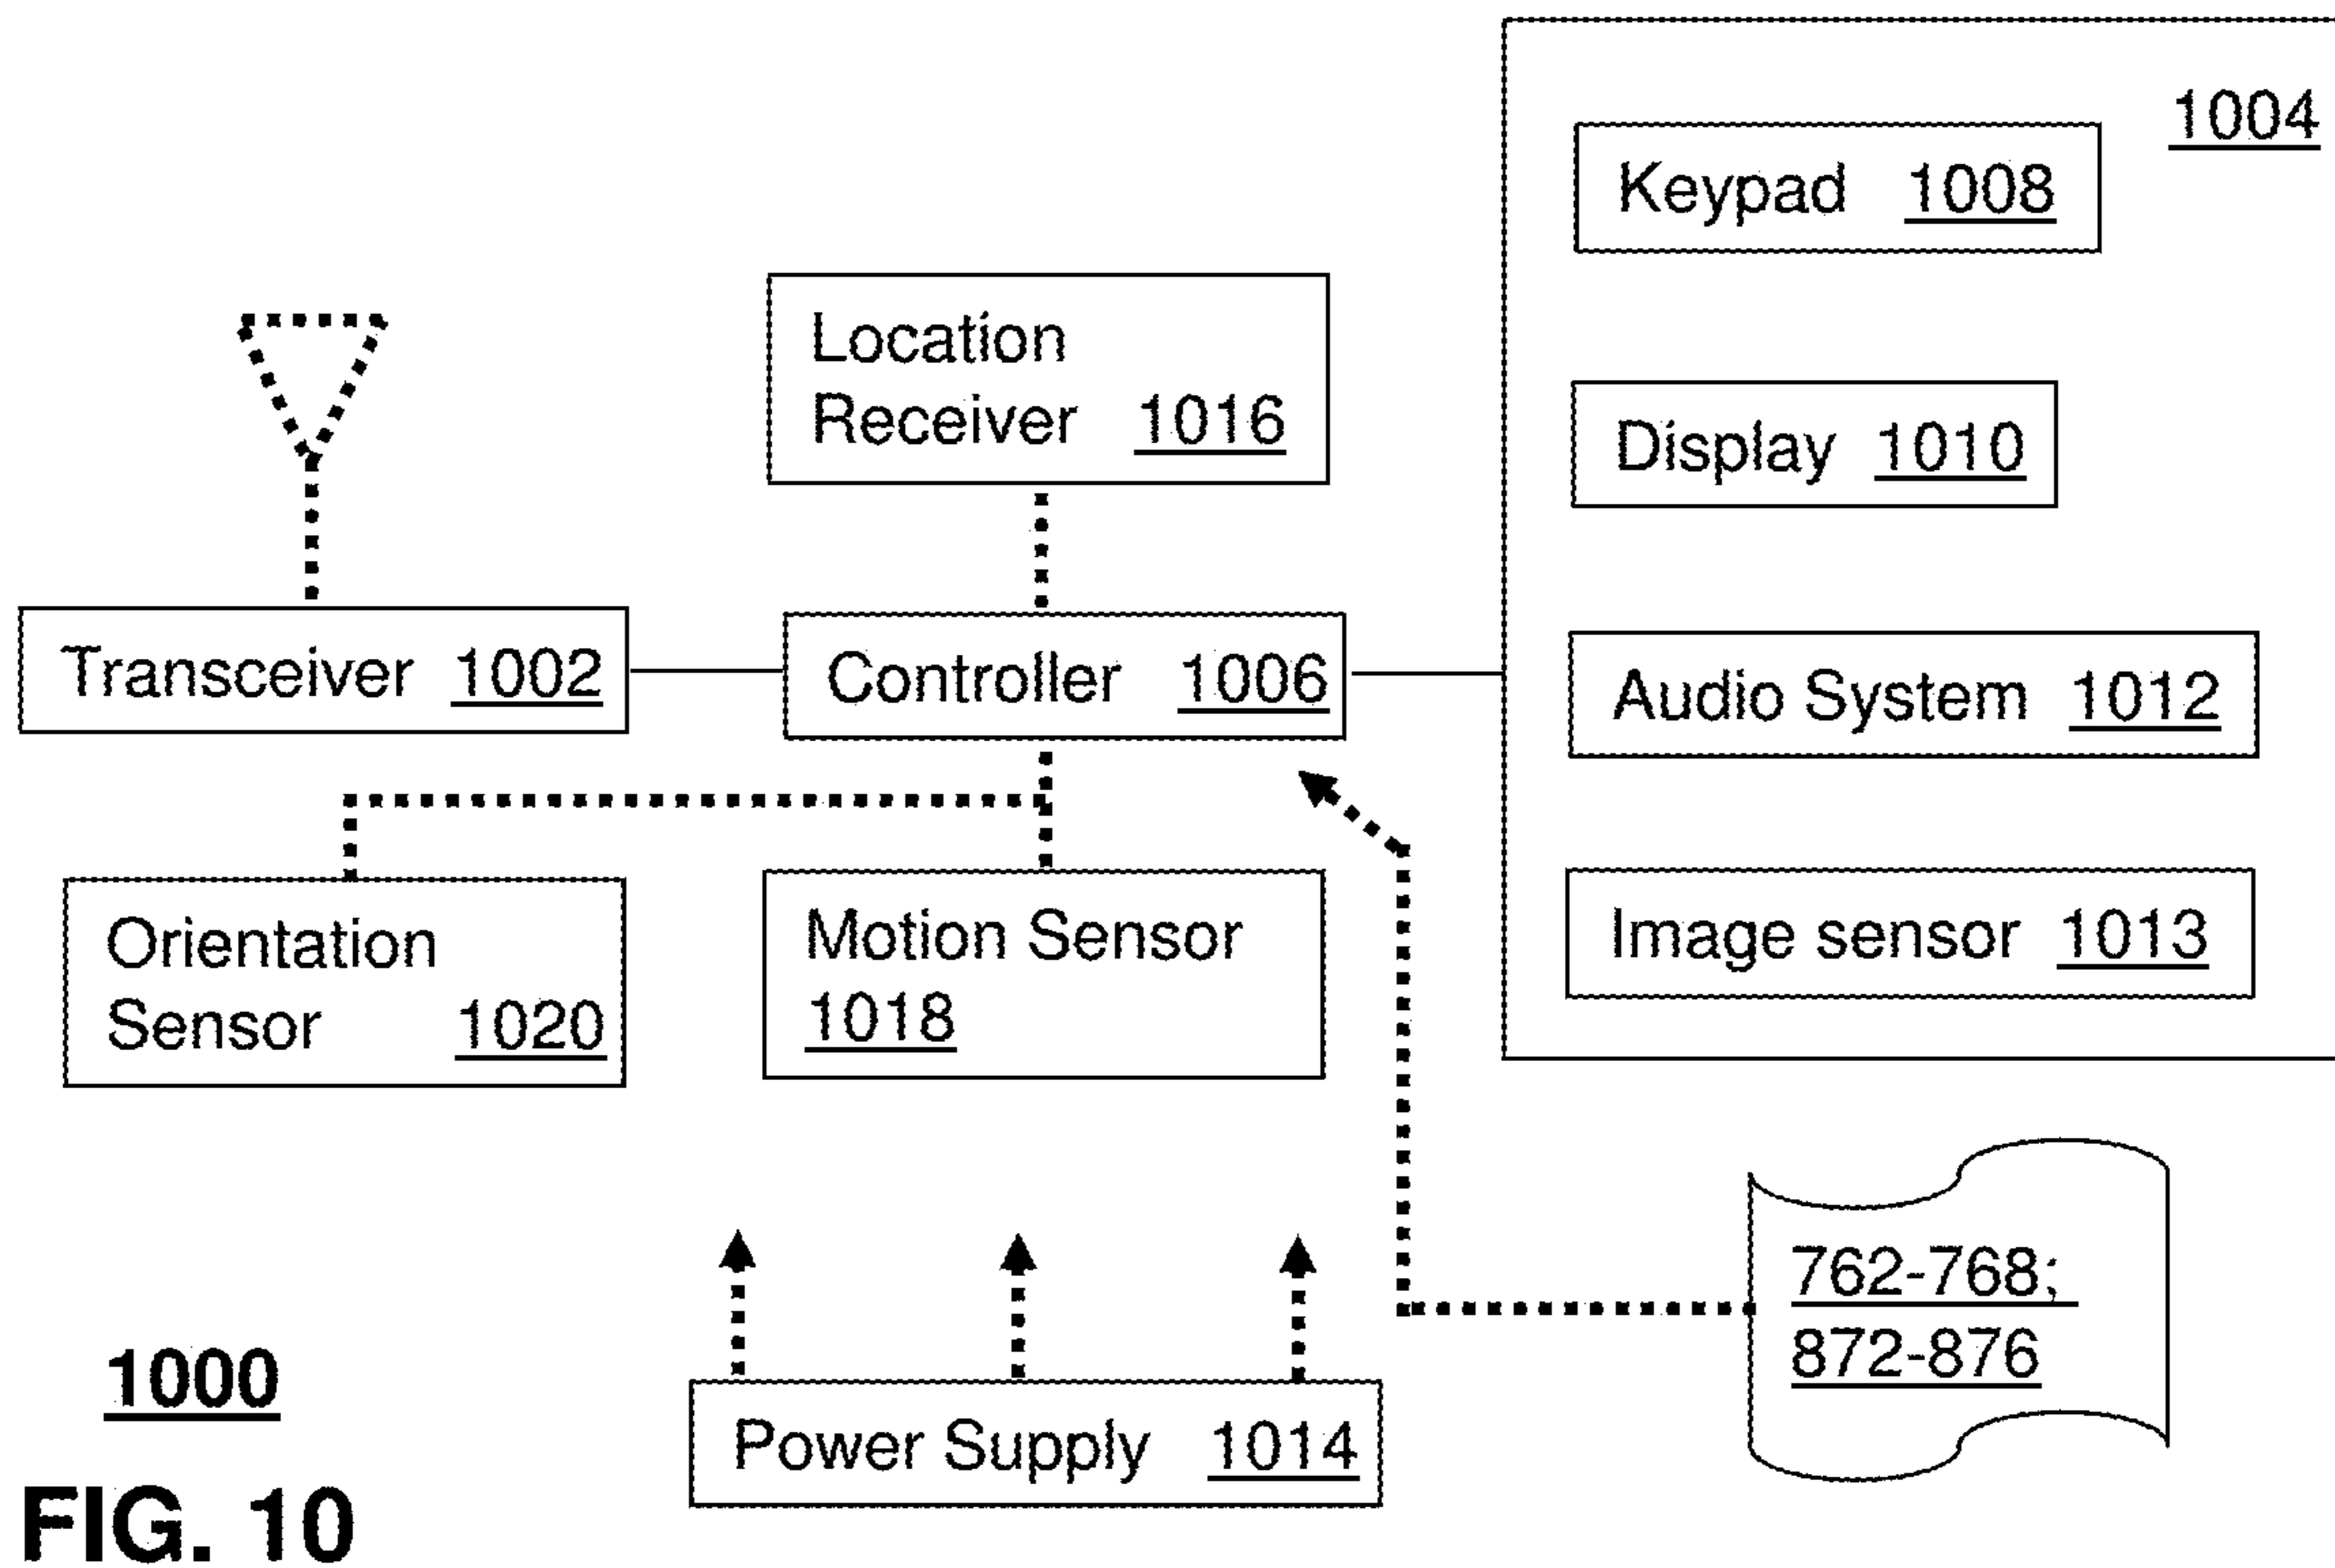 1004
Keypad 1008
Location
Receiver 1016
Display 1010
Transceiver 1002
Controller 1006
Audio System 1012
Orientation
Sensor 1020
Motion Sensor
1018
Image sensor 1013
762-768;
872-876
1000
Power Supply 1014
FIG. 10